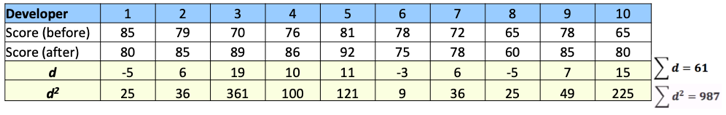 Developer 1 2 3 4 5 6 7 8 9 10
Score (before) 85 79 70 76 81 78 72 65 78 65
Score (after) 80 85 89 86 92 75 78 60 85 80
d -5 6 19 10 11 -3 6 -5 7 15
∑ d = 61
d² 25 36 361 100 121 9 36 25 49 225
∑ d² = 987